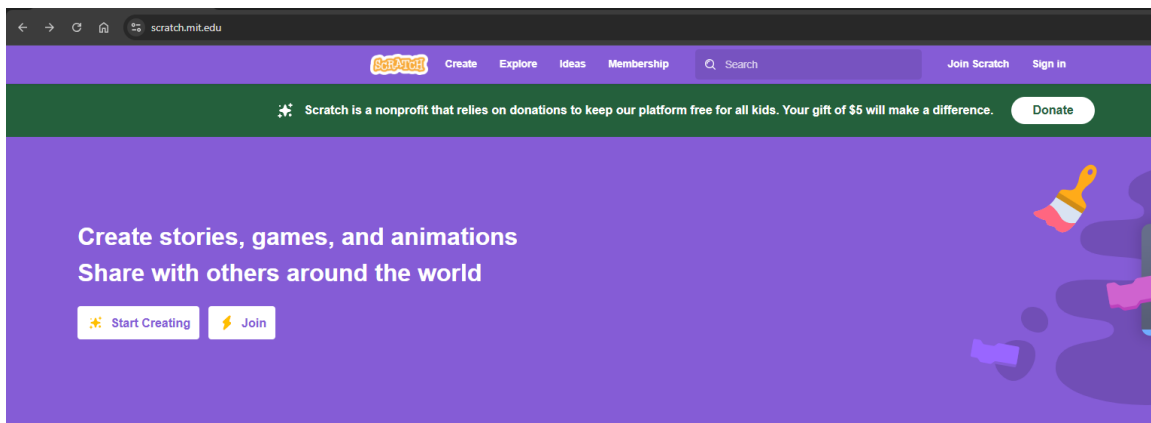 scratch.mit.edu
SCRATCH Create Explore Ideas Membership Search Join Scratch Sign in
Scratch is a nonprofit that relies on donations to keep our platform free for all kids. Your gift of $5 will make a difference. Donate
Create stories, games, and animations
Share with others around the world
Start Creating Join